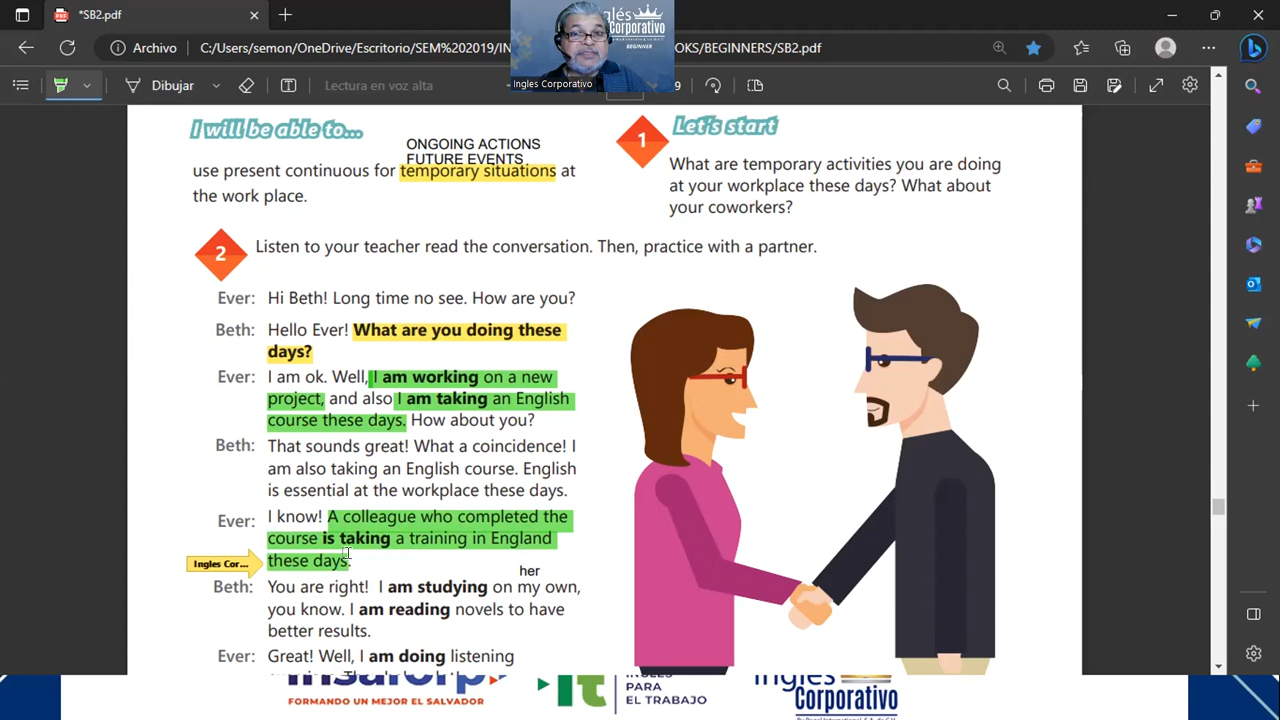 *SB2.pdf
Archivo
C:/Users/semon/OneDrive/Escritorio/SEM%202019/IN
OKS/BEGINNERS/SB2.pdf
glés
Corporativo
BEGINNER
Ingles Corporativo
Dibujar
Lectura en voz alta
9
I will be able to...
ONGOING ACTIONS
FUTURE EVENTS
use present continuous for temporary situations at
the work place.
1 Let's start
What are temporary activities you are doing
at your workplace these days? What about
your coworkers?
2 Listen to your teacher read the conversation. Then, practice with a partner.
Ever: Hi Beth! Long time no see. How are you?
Beth: Hello Ever! What are you doing these
days?
Ever: I am ok. Well, I am working on a new
project, and also I am taking an English
course these days. How about you?
Beth: That sounds great! What a coincidence! I
am also taking an English course. English
is essential at the workplace these days.
Ever: I know! A colleague who completed the
course is taking a training in England
these days.
Ingles Cor...
her
Beth: You are right! I am studying on my own,
you know. I am reading novels to have
better results.
Ever: Great! Well, I am doing listening
insaforp
FORMANDO UN MEJOR EL SALVADOR
it
INGLÉS
PARA
EL TRABAJO
Inglés
Corporativo